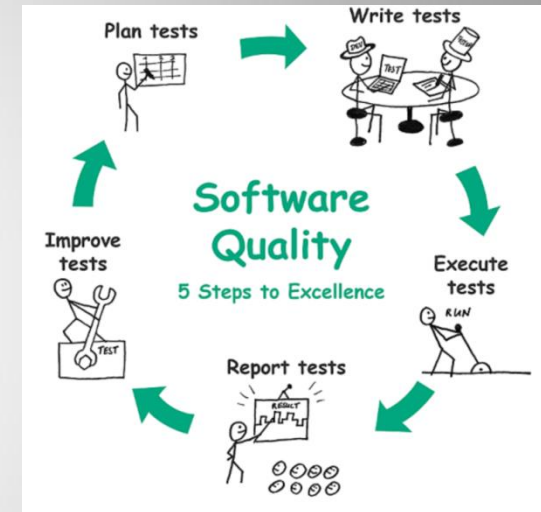 Plan tests
Write tests
DEV
TEST
Software
Quality
5 Steps to Excellence
Execute
tests
RUN
Report tests
RESULT
Improve
tests
TEST